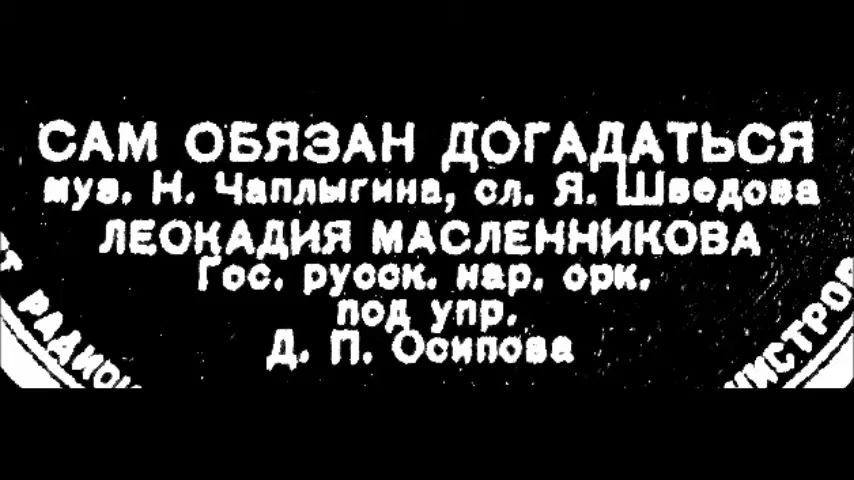 САМ ОБЯЗАН ДОГАДАТЬСЯ
муз. Н. Чаплыгина, сл. Я. Шведова
ЛЕОКАДИЯ МАСЛЕННИКОВА
Гос. русск. нар. орк.
под упр.
Д. П. Осипова